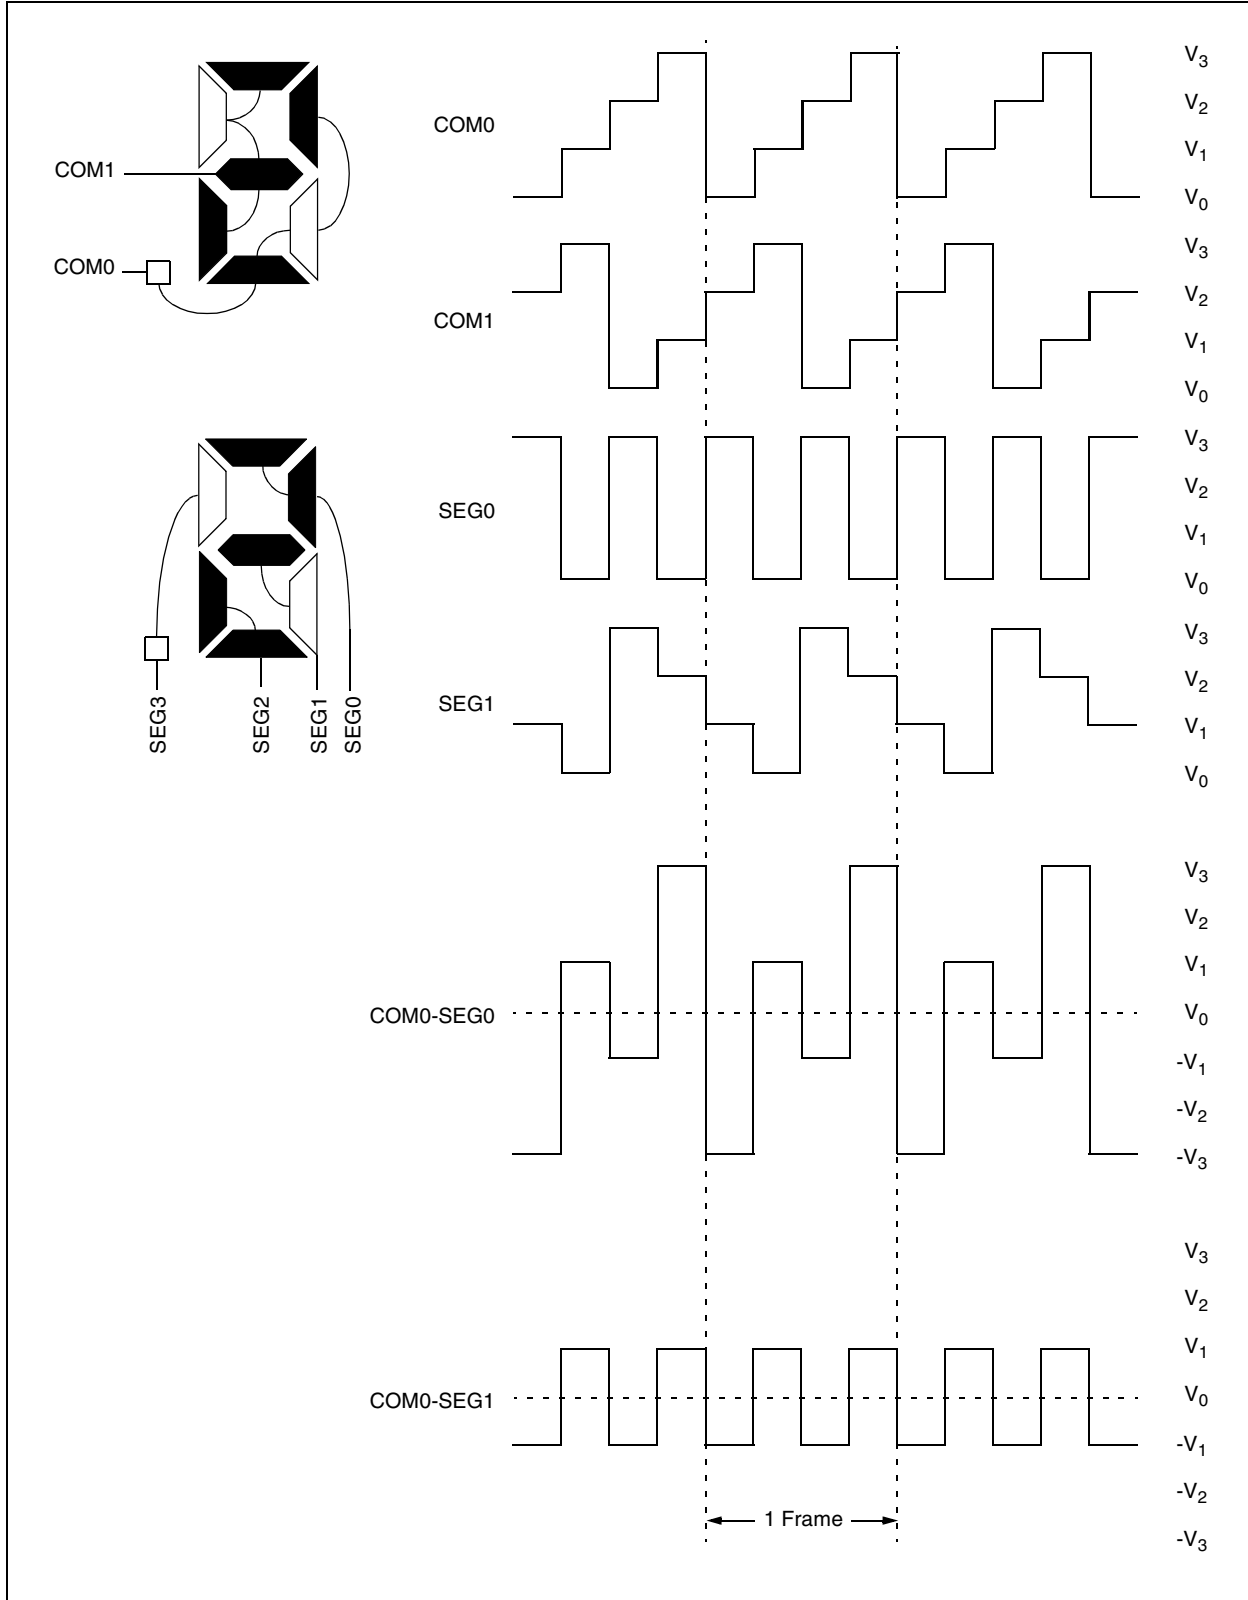 COM1
COM0
SEG3
SEG2
SEG1
SEG0
COM0
V3
V2
V1
V0
COM1
V3
V2
V1
V0
SEG0
V3
V2
V1
V0
SEG1
V3
V2
V1
V0
COM0-SEG0
V3
V2
V1
V0
-V1
-V2
-V3
COM0-SEG1
V3
V2
V1
V0
-V1
-V2
-V3
1 Frame